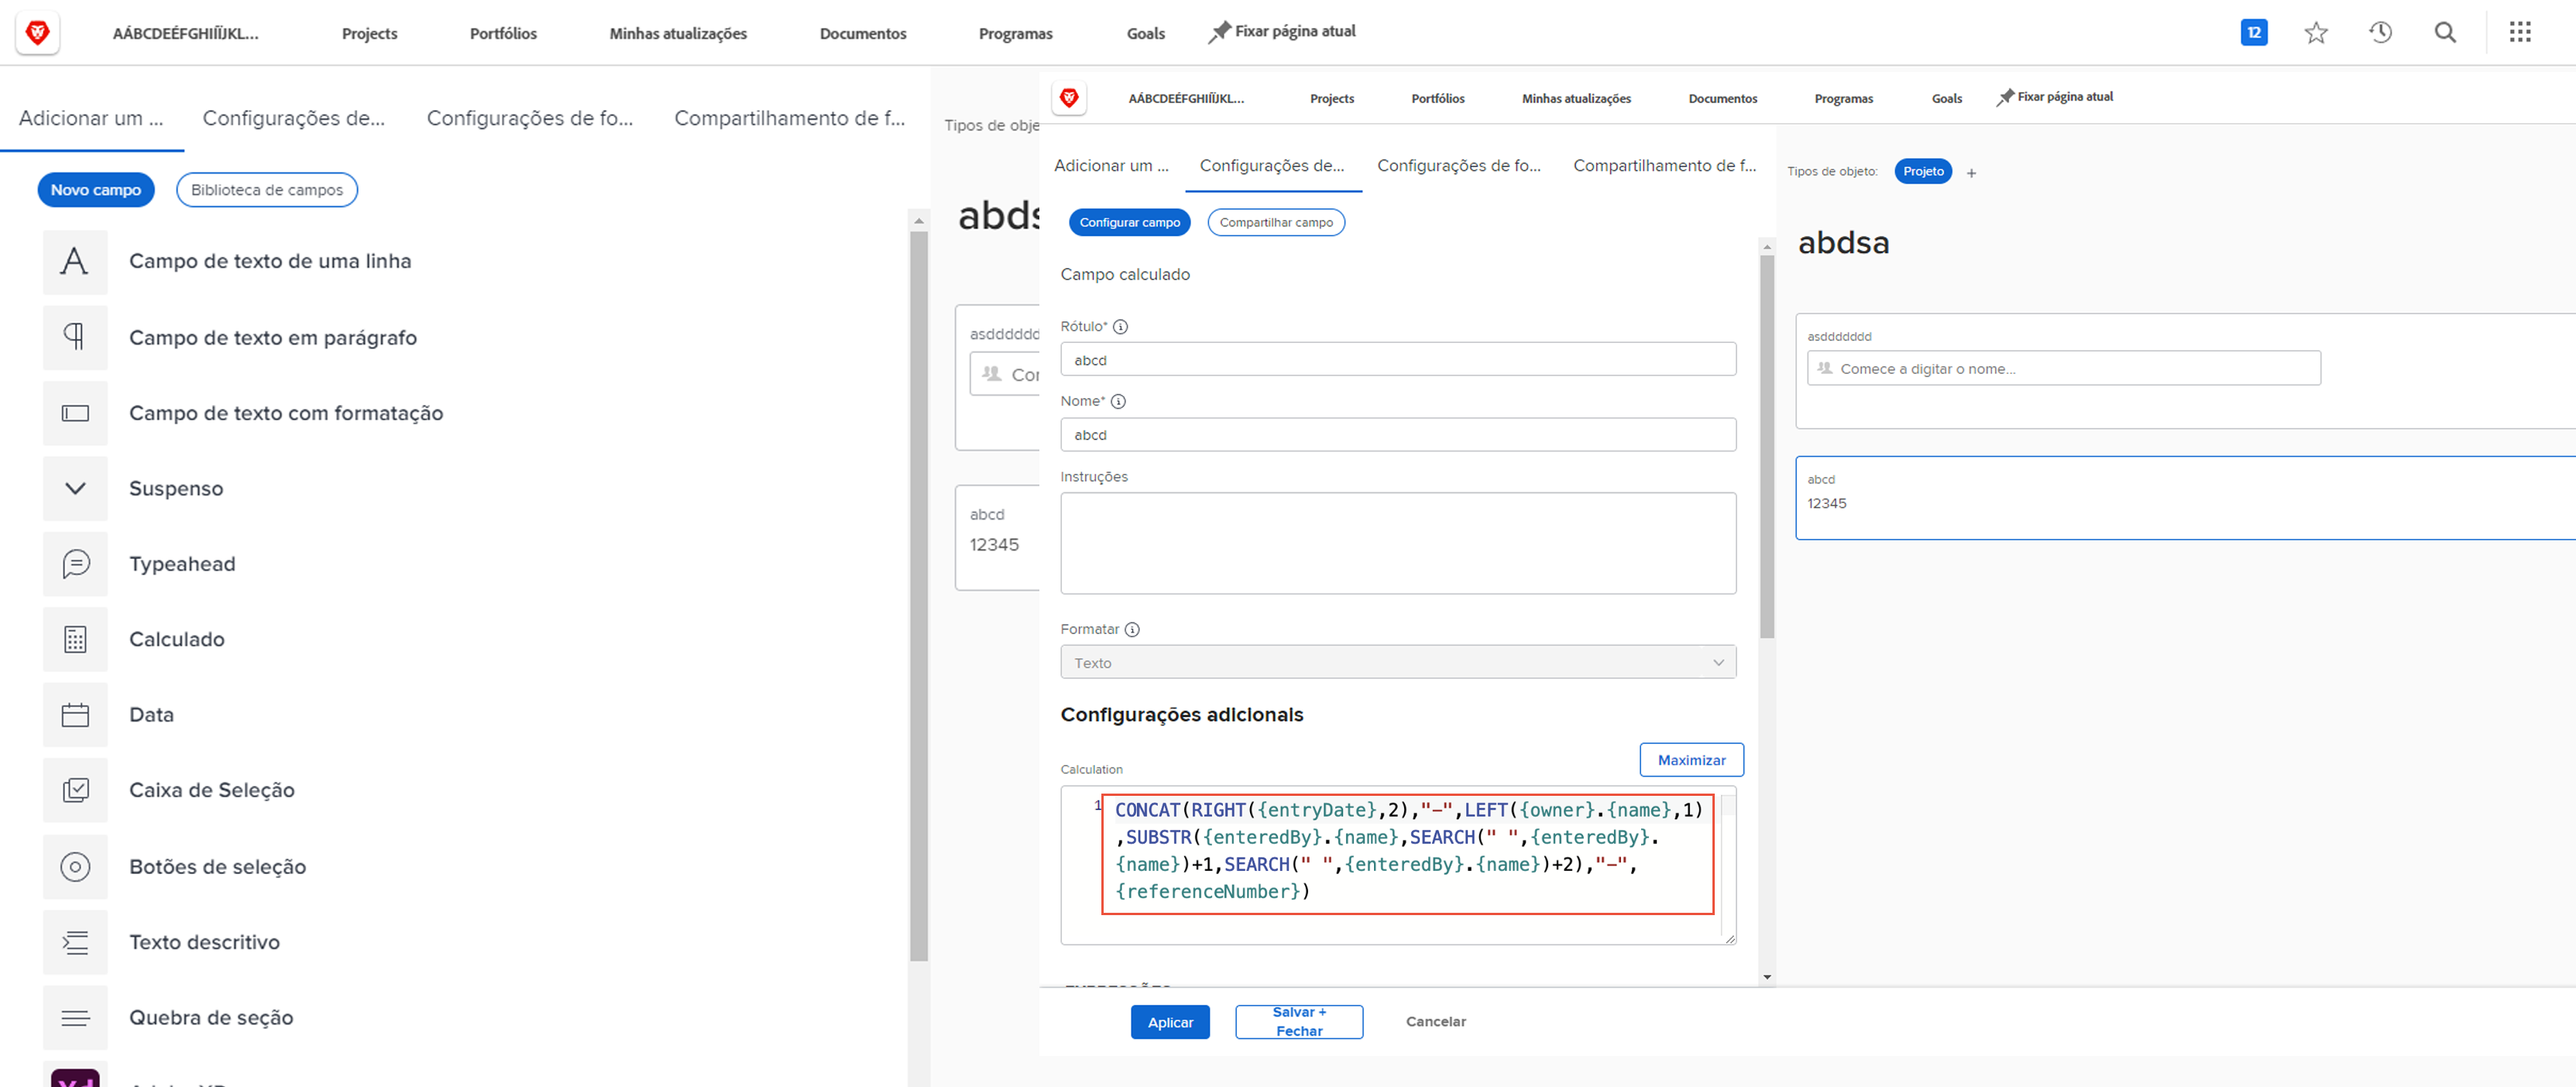 AÁBCDEÉFGHIÍÏJKL...
Projects
Portfólios
Minhas atualizações
Documentos
Programas
Goals
Fixar página atual
12
Adicionar um ...
Configurações de...
Configurações de fo...
Compartilhamento de f...
Novo campo
Biblioteca de campos
Campo de texto de uma linha
Campo de texto em parágrafo
Campo de texto com formatação
Suspenso
Typeahead
Calculado
Data
Caixa de Seleção
Botões de seleção
Texto descritivo
Quebra de seção
Tipos de obje
abds
asdddddd
Cor
abcd
12345
AÁBCDEÉFGHIÍÏJKL...
Projects
Portfólios
Minhas atualizações
Documentos
Programas
Goals
Fixar página atual
Adicionar um ...
Configurações de...
Configurações de fo...
Compartilhamento de f...
Configurar campo
Compartilhar campo
Campo calculado
Rótulo*
abcd
Nome*
abcd
Instruções
Formatar
Texto
Configurações adicionais
Maximizar
Calculation
1
CONCAT(RIGHT({entryDate},2),"-",LEFT({owner}.{name},1)
,SUBSTR({enteredBy}.{name},SEARCH(" ",{enteredBy}.
{name})+1,SEARCH(" ",{enteredBy}.{name})+2),"-",
{referenceNumber})
Aplicar
Salvar +
Fechar
Cancelar
Tipos de objeto:
Projeto
+
abdsa
asddddddd
Comece a digitar o nome...
abcd
12345